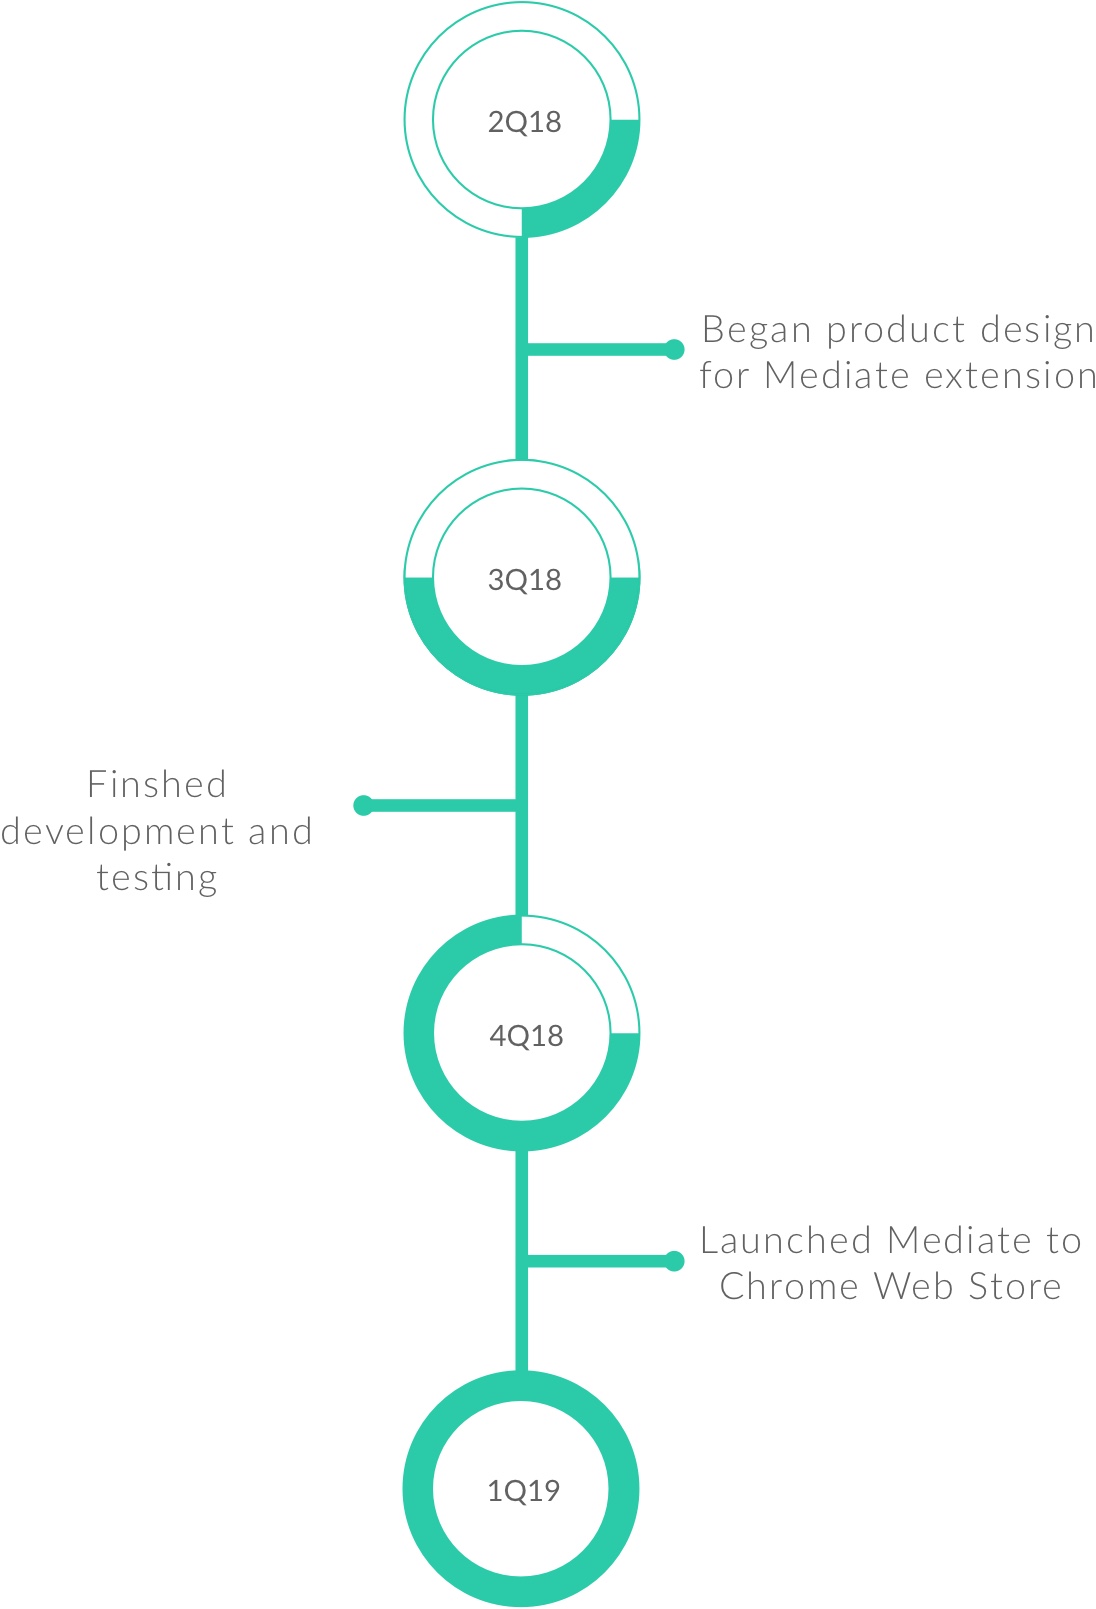 2Q18
Began product design
for Mediate extension
3Q18
Finshed
development and
testing
4Q18
Launched Mediate to
Chrome Web Store
1Q19